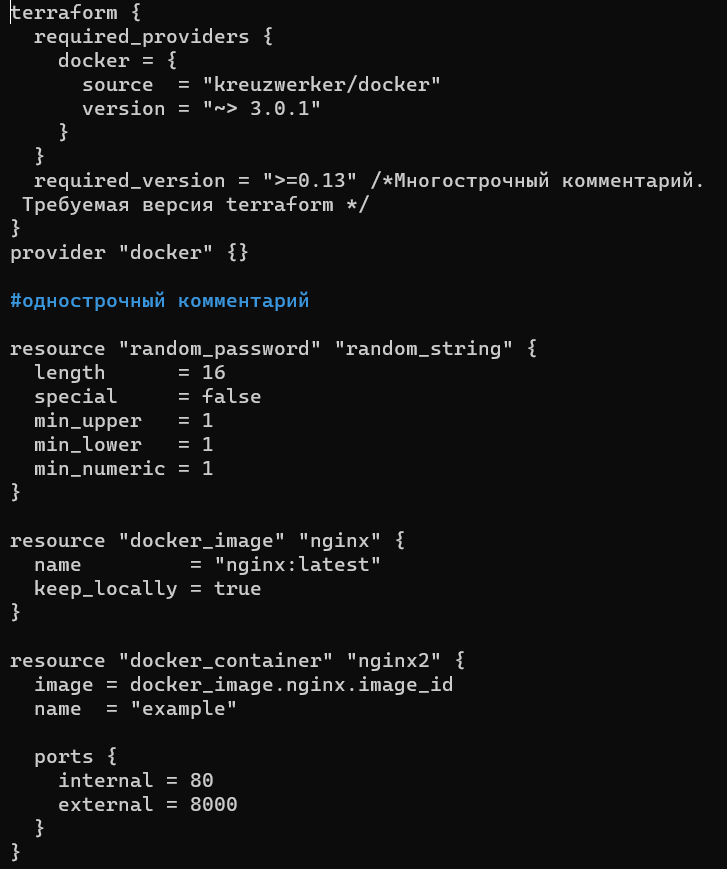 terraform {
  required_providers {
    docker = {
      source  = "kreuzwerker/docker"
      version = "~> 3.0.1"
    }
  }
  required_version = ">=0.13" /*Многострочный комментарий.
 Требуемая версия terraform */
}
provider "docker" {}

#однострочный комментарий

resource "random_password" "random_string" {
  length      = 16
  special     = false
  min_upper   = 1
  min_lower   = 1
  min_numeric = 1
}

resource "docker_image" "nginx" {
  name         = "nginx:latest"
  keep_locally = true
}

resource "docker_container" "nginx2" {
  image = docker_image.nginx.image_id
  name  = "example"

  ports {
    internal = 80
    external = 8000
  }
}